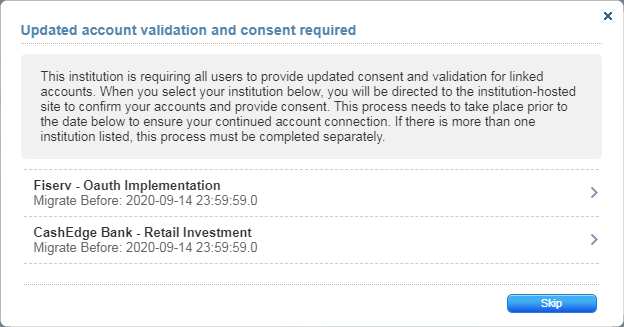 Updated account validation and consent required
This institution is requiring all users to provide updated consent and validation for linked
accounts. When you select your institution below, you will be directed to the institution-hosted
site to confirm your accounts and provide consent. This process needs to take place prior to
the date below to ensure your continued account connection. If there is more than one
institution listed, this process must be completed separately.
Fiserv - Oauth Implementation
Migrate Before: 2020-09-14 23:59:59.0
CashEdge Bank - Retail Investment
Migrate Before: 2020-09-14 23:59:59.0
Skip